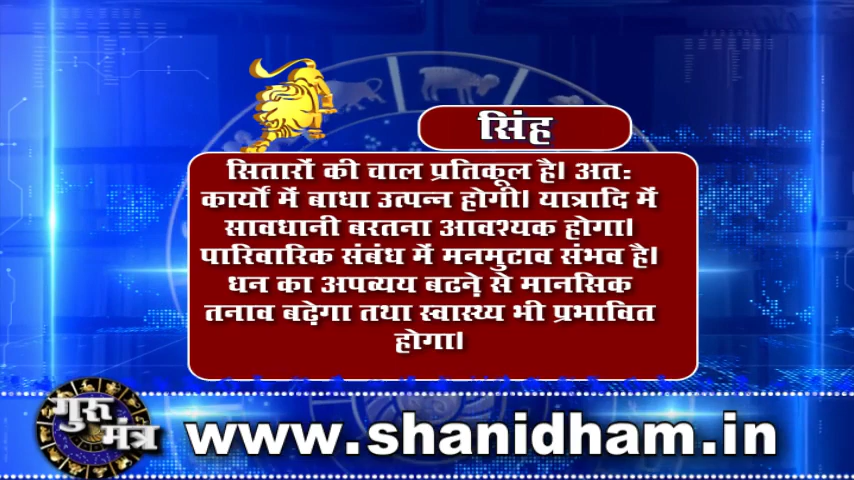 सिंह
सितारों की चाल प्रतिकूल है। अतः
कार्यों में बाधा उत्पन्न होगी। यात्रादि में
सावधानी बरतना आवश्यक होगा।
पारिवारिक संबंध में मनमुटाव संभव है।
धन का अपव्यय बढने़ से मानसिक
तनाव बढ़ेगा तथा स्वास्थ्य भी प्रभावित
होगा।
गुरू
मंत्र
www.shanidham.in